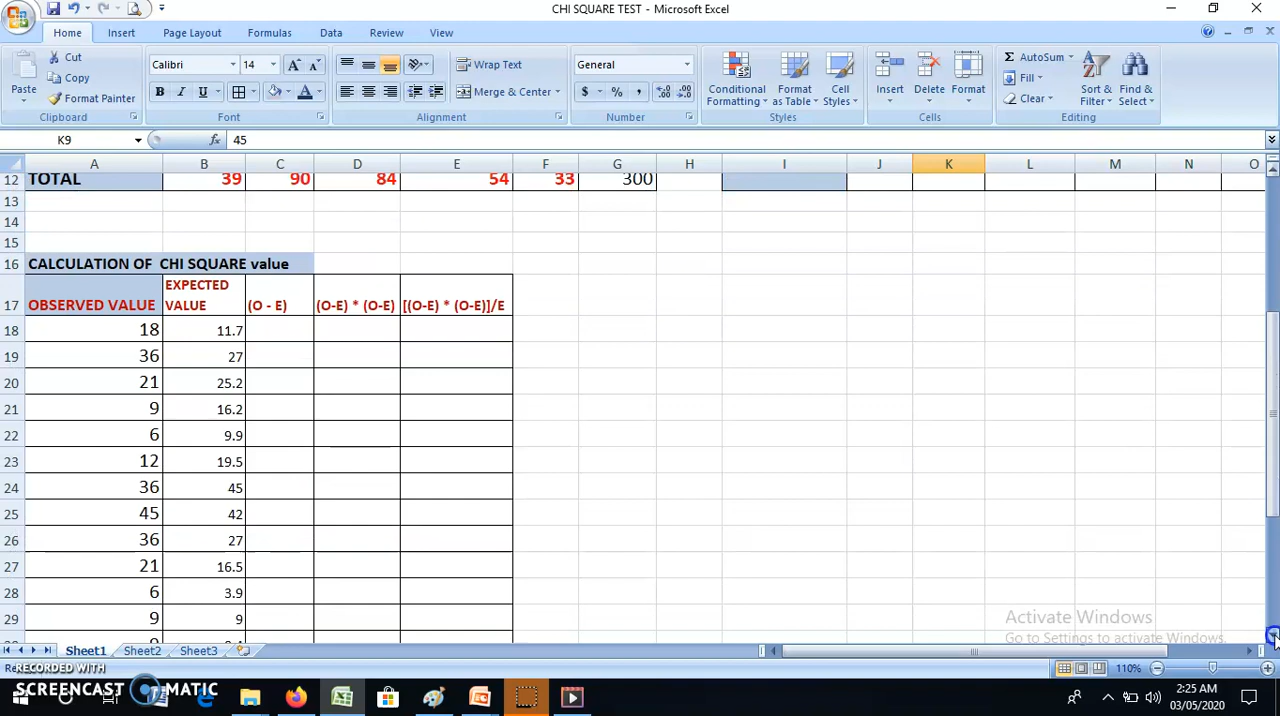 CHI SQUARE TEST - Microsoft Excel
Home Insert Page Layout Formulas Data Review View
Paste
Cut
Copy
Format Painter
Clipboard
Calibri 14
B I U
Font
Wrap Text
Merge & Center
Alignment
General
$ % ,
Number
Conditional Formatting
Format as Table
Cell Styles
Styles
Insert Delete Format
Cells
AutoSum
Fill
Clear
Sort & Filter
Find & Select
Editing
K9 fx 45
A B C D E F G H I J K L M N O
12 TOTAL 39 90 84 54 33 300
13
14
15
16 CALCULATION OF CHI SQUARE value
17 OBSERVED VALUE EXPECTED VALUE (O - E) (O-E) * (O-E) [(O-E) * (O-E)]/E
18 18 11.7
19 36 27
20 21 25.2
21 9 16.2
22 6 9.9
23 12 19.5
24 36 45
25 45 42
26 36 27
27 21 16.5
28 6 3.9
29 9 9
Activate Windows
Go to Settings to activate Windows.
Sheet1 Sheet2 Sheet3
110%
RECORDED WITH
SCREENCAST MATIC
2:25 AM
03/05/2020